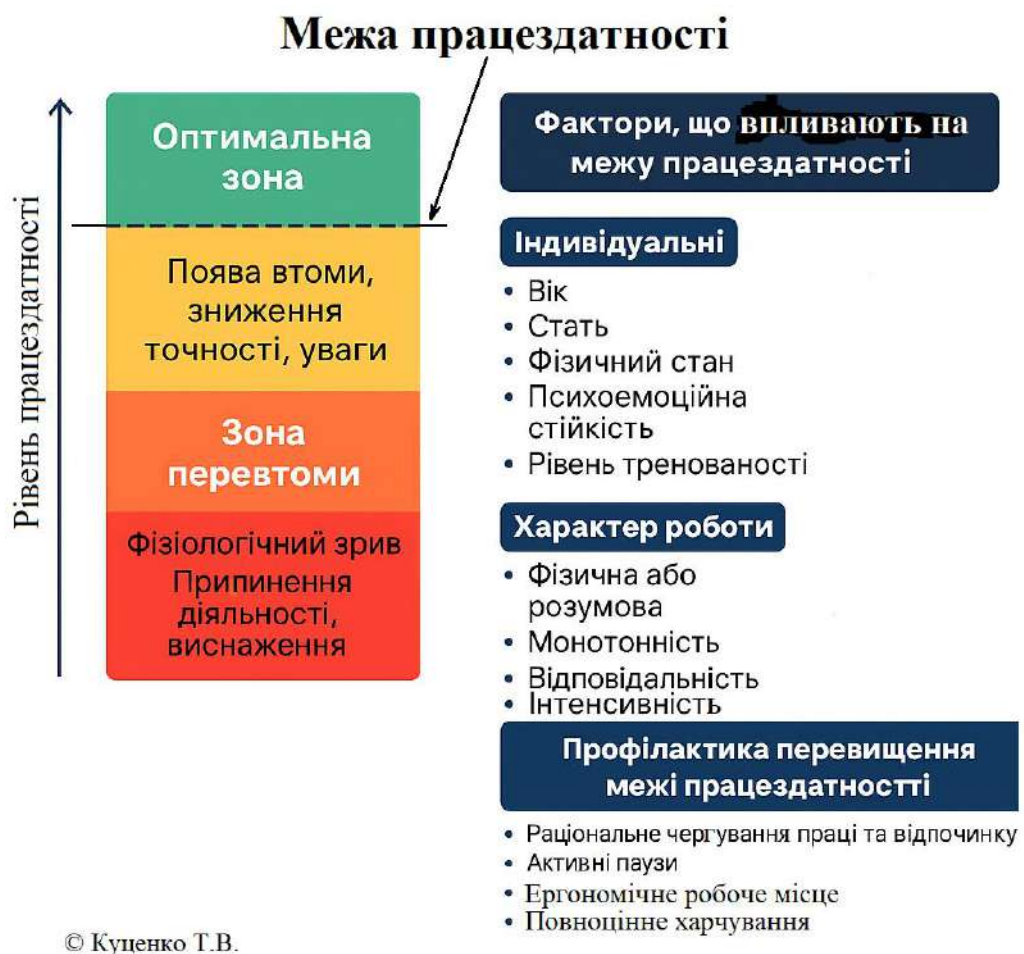 Межа працездатності
Рівень працездатності
Оптимальна
зона
Поява втоми,
зниження
точності, уваги
Зона
перевтоми
Фізіологічний зрив
Припинення
діяльності,
виснаження
Фактори, що впливають на
межу працездатності
Індивідуальні
• Вік
• Стать
• Фізичний стан
• Психоемоційна
стійкість
• Рівень тренованості
Характер роботи
• Фізична або
розумова
• Монотонність
• Відповідальність
• Інтенсивність
Профілактика перевищення
межі працездатностті
• Раціональне чергування праці та відпочинку
• Активні паузи
• Ергономічне робоче місце
• Повноцінне харчування
© Куценко Т.В.